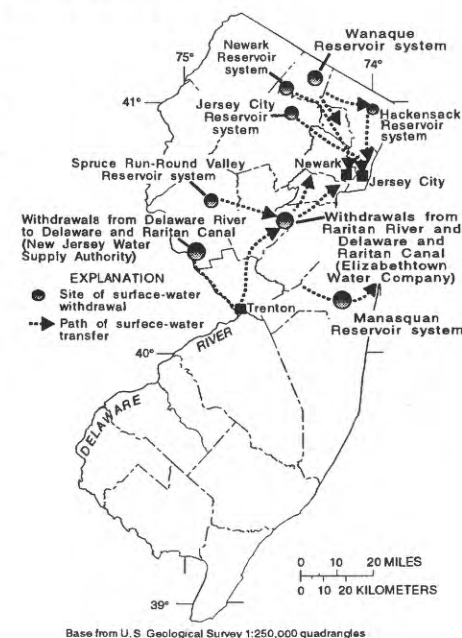 Newark
Reservoir
system
Wanaque
Reservoir system
75°
74°
41°
Jersey City
Reservoir
system
Hackensack
Reservoir
system
Newark
Jersey City
Spruce Run-Round Valley
Reservoir system
Withdrawals from Delaware River
to Delaware and Raritan Canal
(New Jersey Water
Supply Authority)
Withdrawals from
Raritan River and
Delaware and
Raritan Canal
(Elizabethtown
Water Company)
EXPLANATION
Site of surface-water
withdrawal
Path of surfece-water
transfer
Trenton
Manasquan
Reservoir system
40°
DELAWARE RIVER
0 10 20 MILES
0 10 20 KILOMETERS
39°
Base from U.S Geological Survey 1:250,000 quadrangles